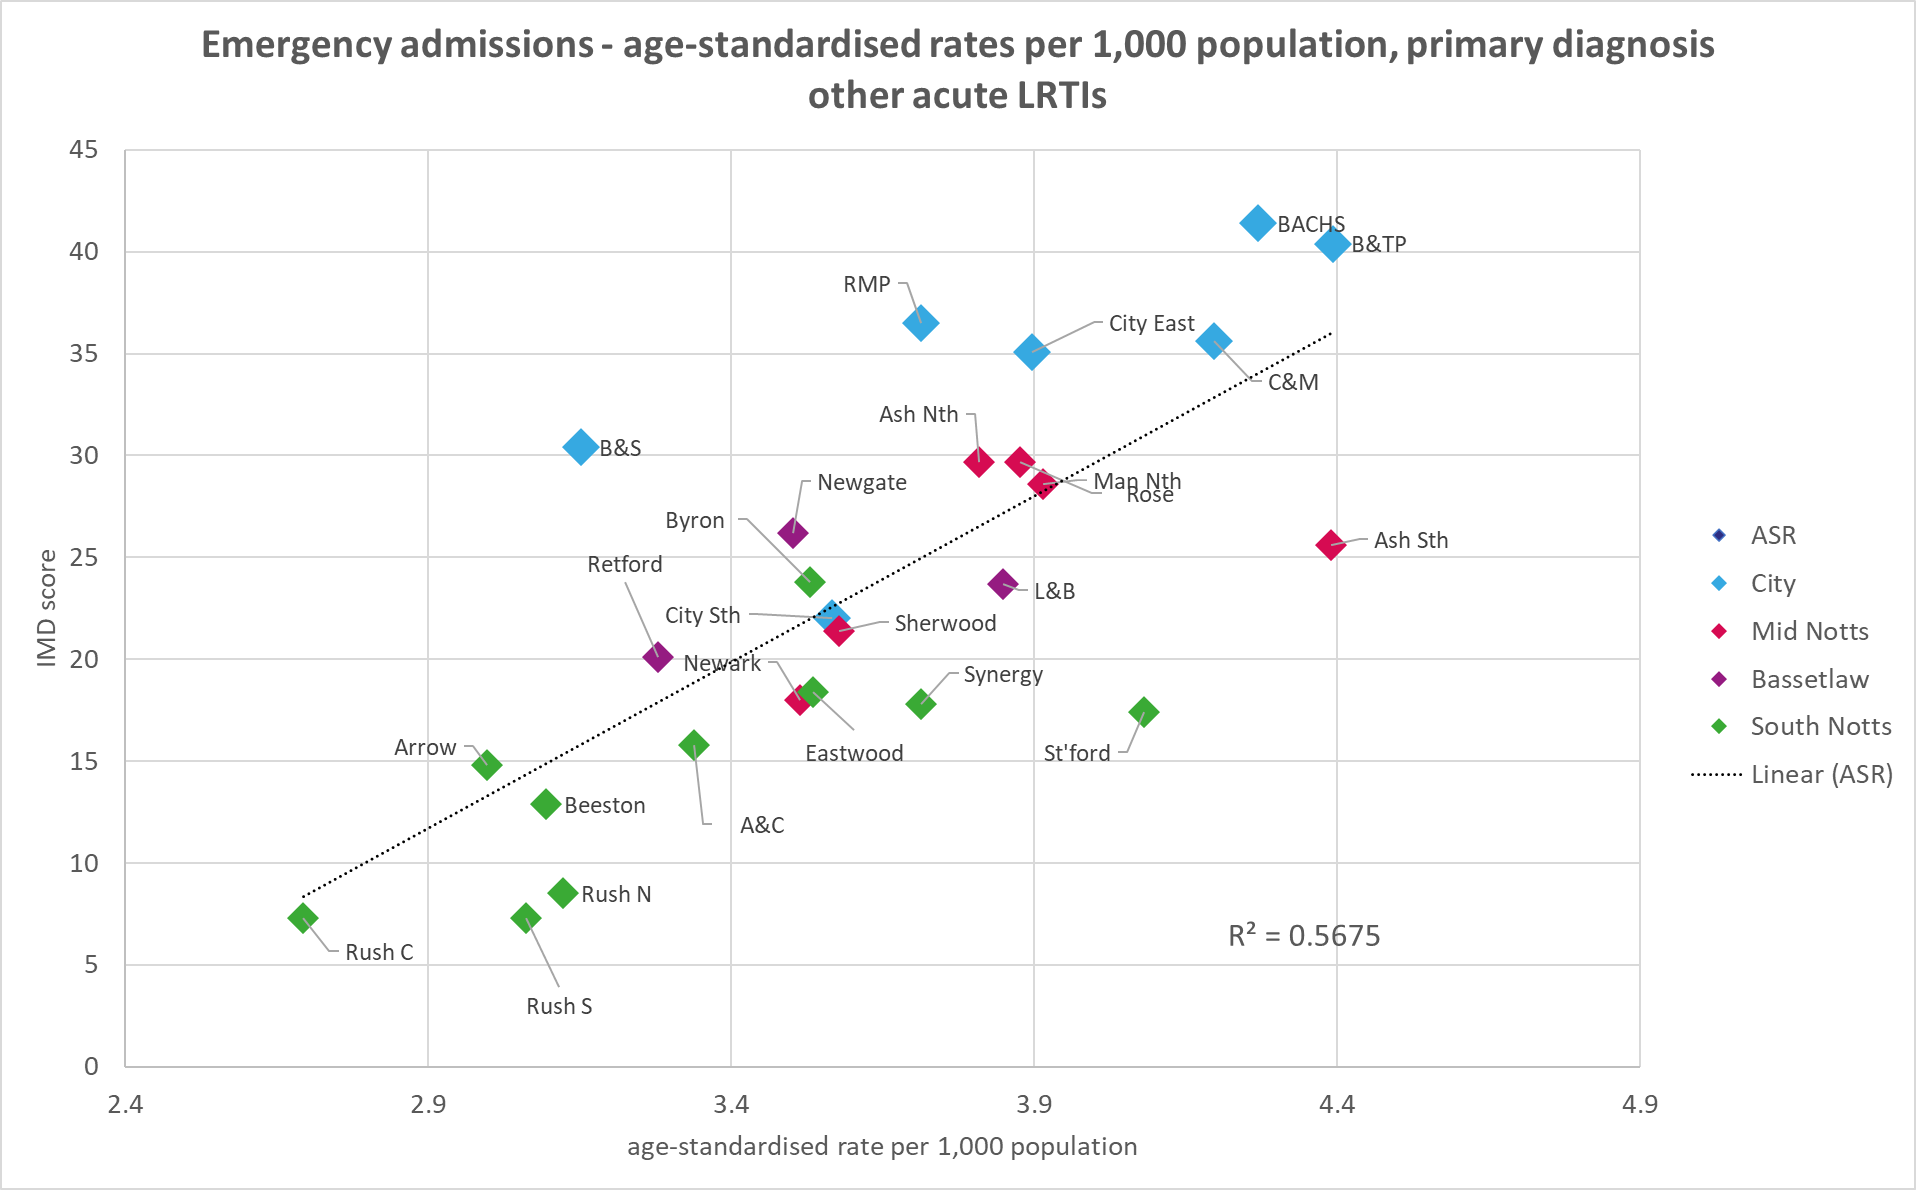 Emergency admissions - age-standardised rates per 1,000 population, primary diagnosis
other acute LRTIs
45
40
35
30
25
20
15
10
5
0
IMD score
BACHS
B&TP
RMP
City East
C&M
Ash Nth
B&S
Man Nth
Rose
Newgate
Byron
Ash Sth
Retford
L&B
City Sth
Sherwood
Newark
Synergy
Arrow
Eastwood
St'ford
Beeston
A&C
Rush N
Rush C
Rush S
R² = 0.5675
ASR
City
Mid Notts
Bassetlaw
South Notts
Linear (ASR)
2.4 2.9 3.4 3.9 4.4 4.9
age-standardised rate per 1,000 population